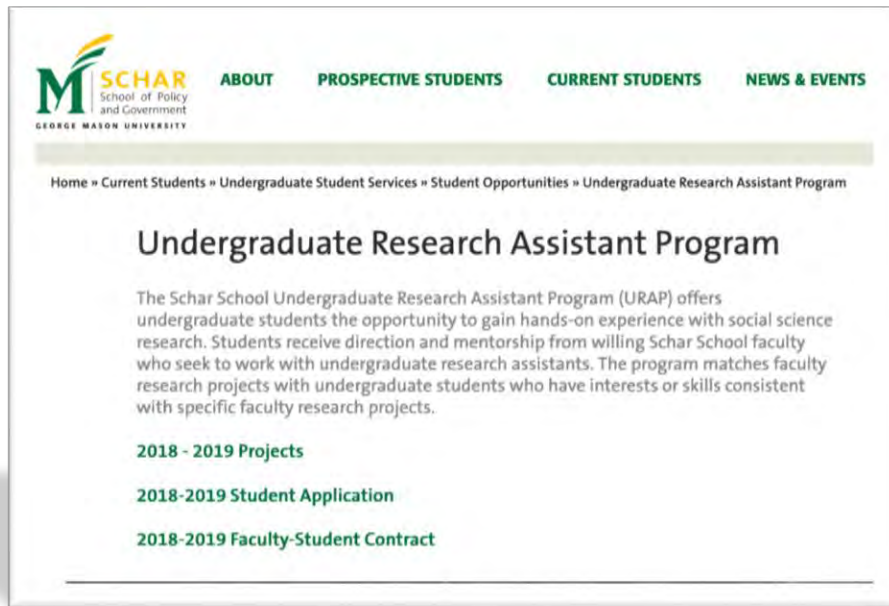 M SCHAR
School of Policy
and Government
GEORGE MASON UNIVERSITY
ABOUT PROSPECTIVE STUDENTS CURRENT STUDENTS NEWS & EVENTS
Home » Current Students » Undergraduate Student Services » Student Opportunities » Undergraduate Research Assistant Program
Undergraduate Research Assistant Program
The Schar School Undergraduate Research Assistant Program (URAP) offers
undergraduate students the opportunity to gain hands-on experience with social science
research. Students receive direction and mentorship from willing Schar School faculty
who seek to work with undergraduate research assistants. The program matches faculty
research projects with undergraduate students who have interests or skills consistent
with specific faculty research projects.
2018 - 2019 Projects
2018-2019 Student Application
2018-2019 Faculty-Student Contract